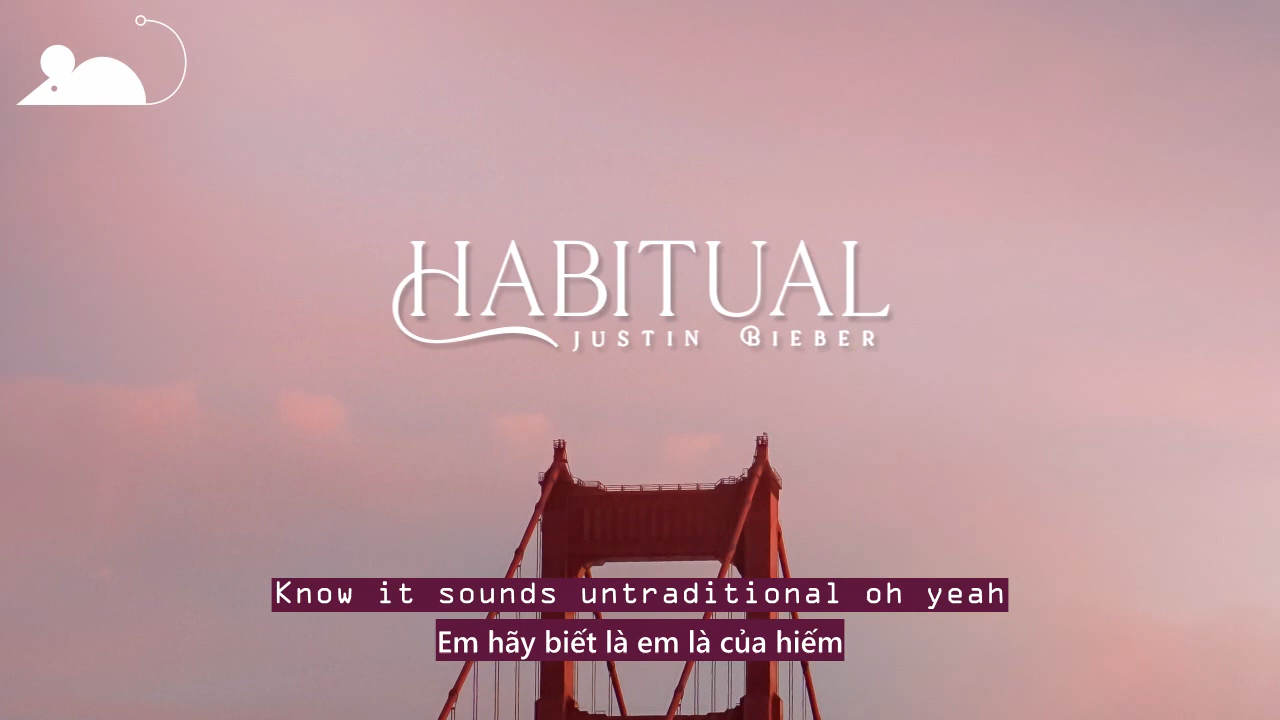 HABITUAL
JUSTIN BIEBER
Know it sounds untraditional oh yeah
Em hãy biết là em là của hiếm